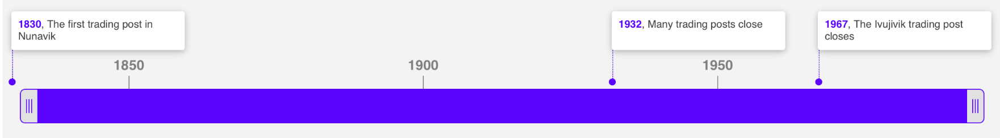 1830, The first trading post in
Nunavik
1932, Many trading posts close
1967, The Ivujivik trading post
closes
1850
1900
1950